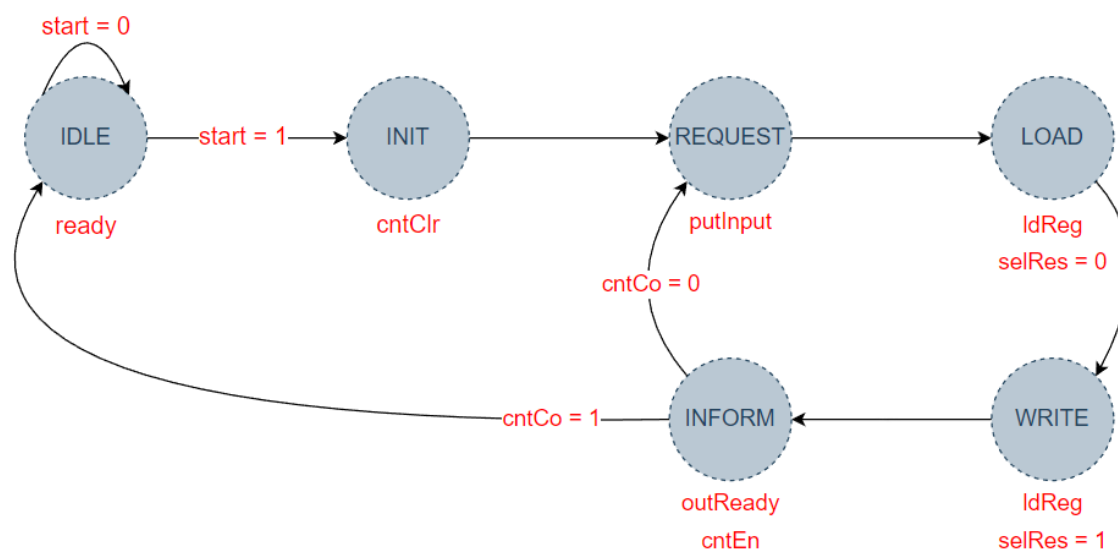 start = 0
IDLE
start = 1
INIT
REQUEST
LOAD
ready
cntClr
putInput
ldReg
selRes = 0
cntCo = 0
cntCo = 1
INFORM
WRITE
outReady
cntEn
ldReg
selRes = 1